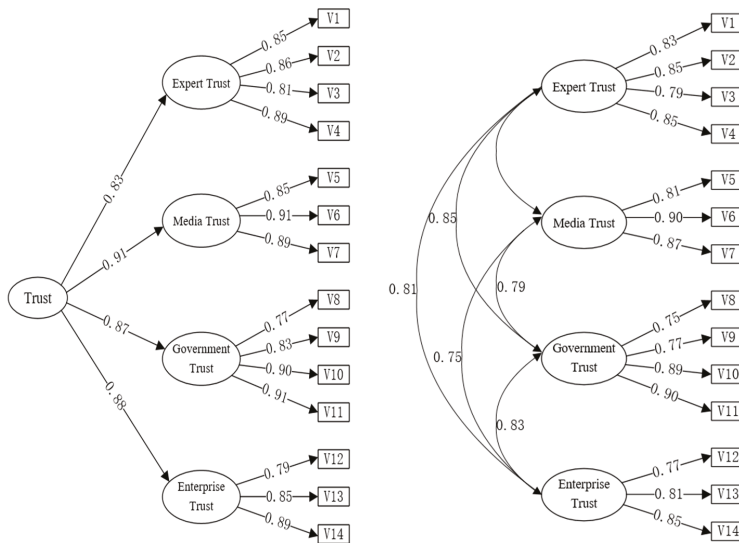 Trust
0.83
0.91
0.87
0.88
Expert Trust
0.85
0.86
0.81
0.89
V1
V2
V3
V4
Media Trust
0.85
0.91
0.89
V5
V6
V7
Government
Trust
0.77
0.83
0.90
0.91
V8
V9
V10
V11
Enterprise
Trust
0.79
0.85
0.89
V12
V13
V14
0.81
0.85
0.79
0.75
0.83
Expert Trust
0.83
0.85
0.79
0.85
V1
V2
V3
V4
Media Trust
0.81
0.90
0.87
V5
V6
V7
Government
Trust
0.75
0.77
0.89
0.90
V8
V9
V10
V11
Enterprise
Trust
0.77
0.81
0.85
V12
V13
V14